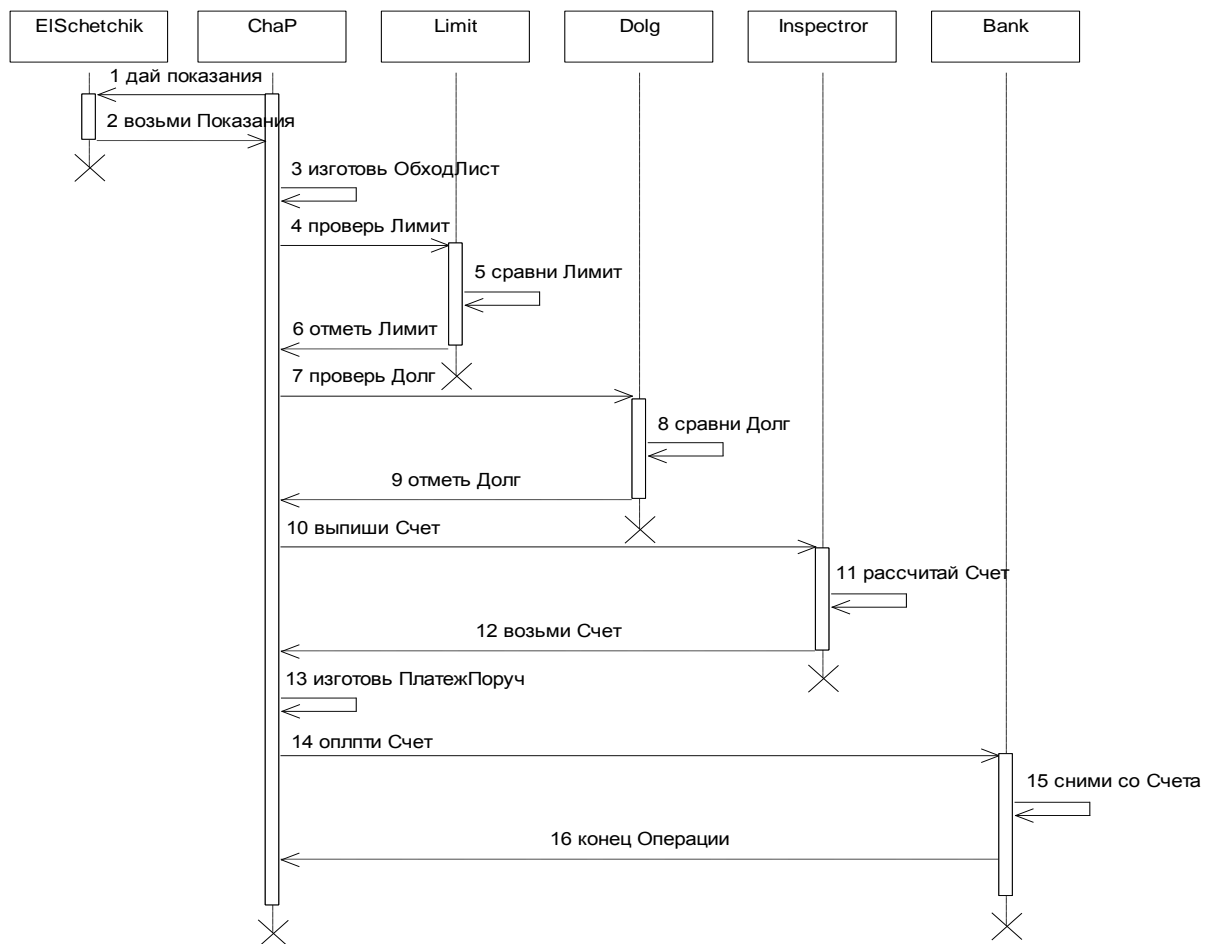 ElSchetchik
ChaP
Limit
Dolg
Inspectror
Bank
1 дай показания
2 возьми Показания
3 изготовь ОбходЛист
4 проверь Лимит
5 сравни Лимит
6 отметь Лимит
7 проверь Долг
8 сравни Долг
9 отметь Долг
10 выпиши Счет
11 рассчитай Счет
12 возьми Счет
13 изготовь ПлатежПоруч
14 оплпти Счет
15 сними со Счета
16 конец Операции